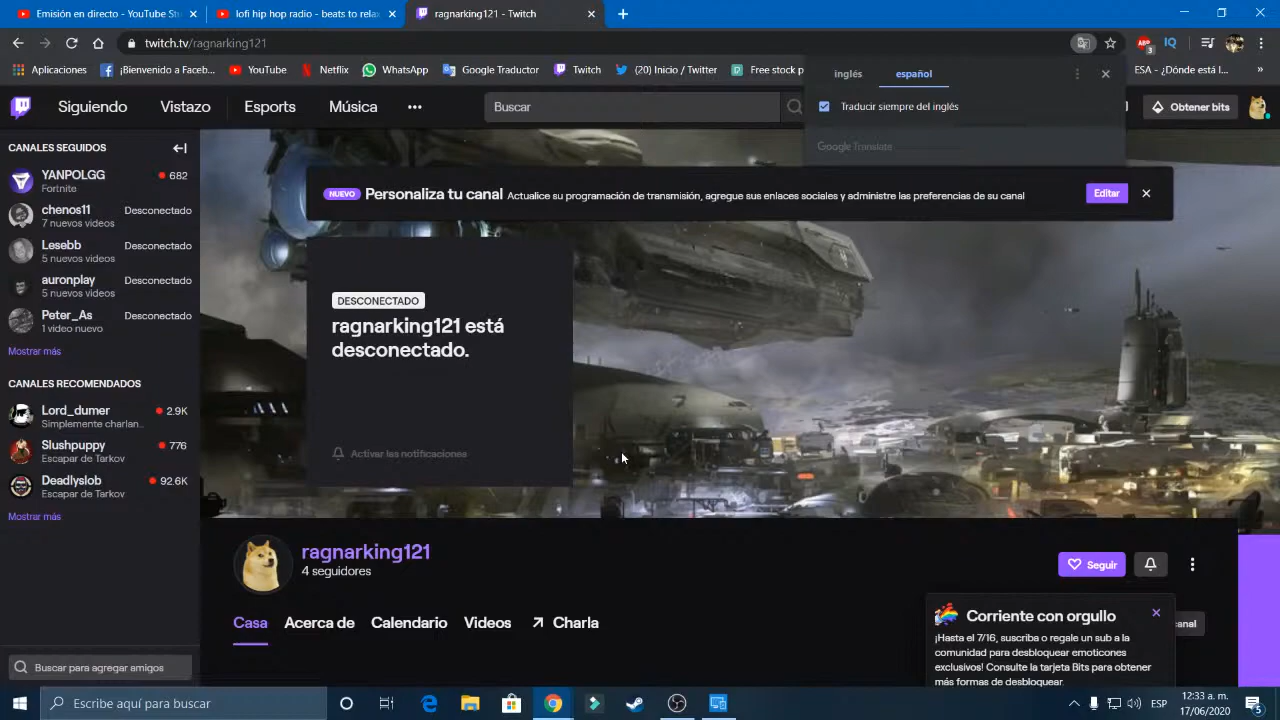 Emisión en directo - YouTube Stu
lofi hip hop radio - beats to relax
ragnarking121 - Twitch
twitch.tv/ragnarking121
ABP
3
IQ
Aplicaciones
¡Bienvenido a Faceb...
YouTube
Netflix
WhatsApp
Google Traductor
Twitch
(20) Inicio / Twitter
Free stock p
ESA - ¿Dónde está l...
»
inglés
español
Traducir siempre del inglés
Google Translate
Siguiendo
Vistazo
Esports
Música
Buscar
Obtener bits
CANALES SEGUIDOS
YANPOLGG
682
Fortnite
chenos11
Desconectado
7 nuevos videos
Lesebb
Desconectado
5 nuevos videos
auronplay
Desconectado
5 nuevos videos
Peter_As
Desconectado
1 video nuevo
Mostrar más
CANALES RECOMENDADOS
Lord_dumer
2.9K
Simplemente charlan...
Slushpuppy
776
Escapar de Tarkov
Deadlyslob
92.6K
Escapar de Tarkov
Mostrar más
Buscar para agregar amigos
NUEVO
Personaliza tu canal
Actualice su programación de transmisión, agregue sus enlaces sociales y administre las preferencias de su canal
Editar
DESCONECTADO
ragnarking121 está
desconectado.
Activar las notificaciones
ragnarking121
4 seguidores
Seguir
Casa
Acerca de
Calendario
Videos
Charla
anal
Corriente con orgullo
¡Hasta el 7/16, suscriba o regale un sub a la
comunidad para desbloquear emoticones
exclusivos! Consulte la tarjeta Bits para obtener
más formas de desbloquear.
Escribe aquí para buscar
ESP
12:33 a. m.
17/06/2020
5